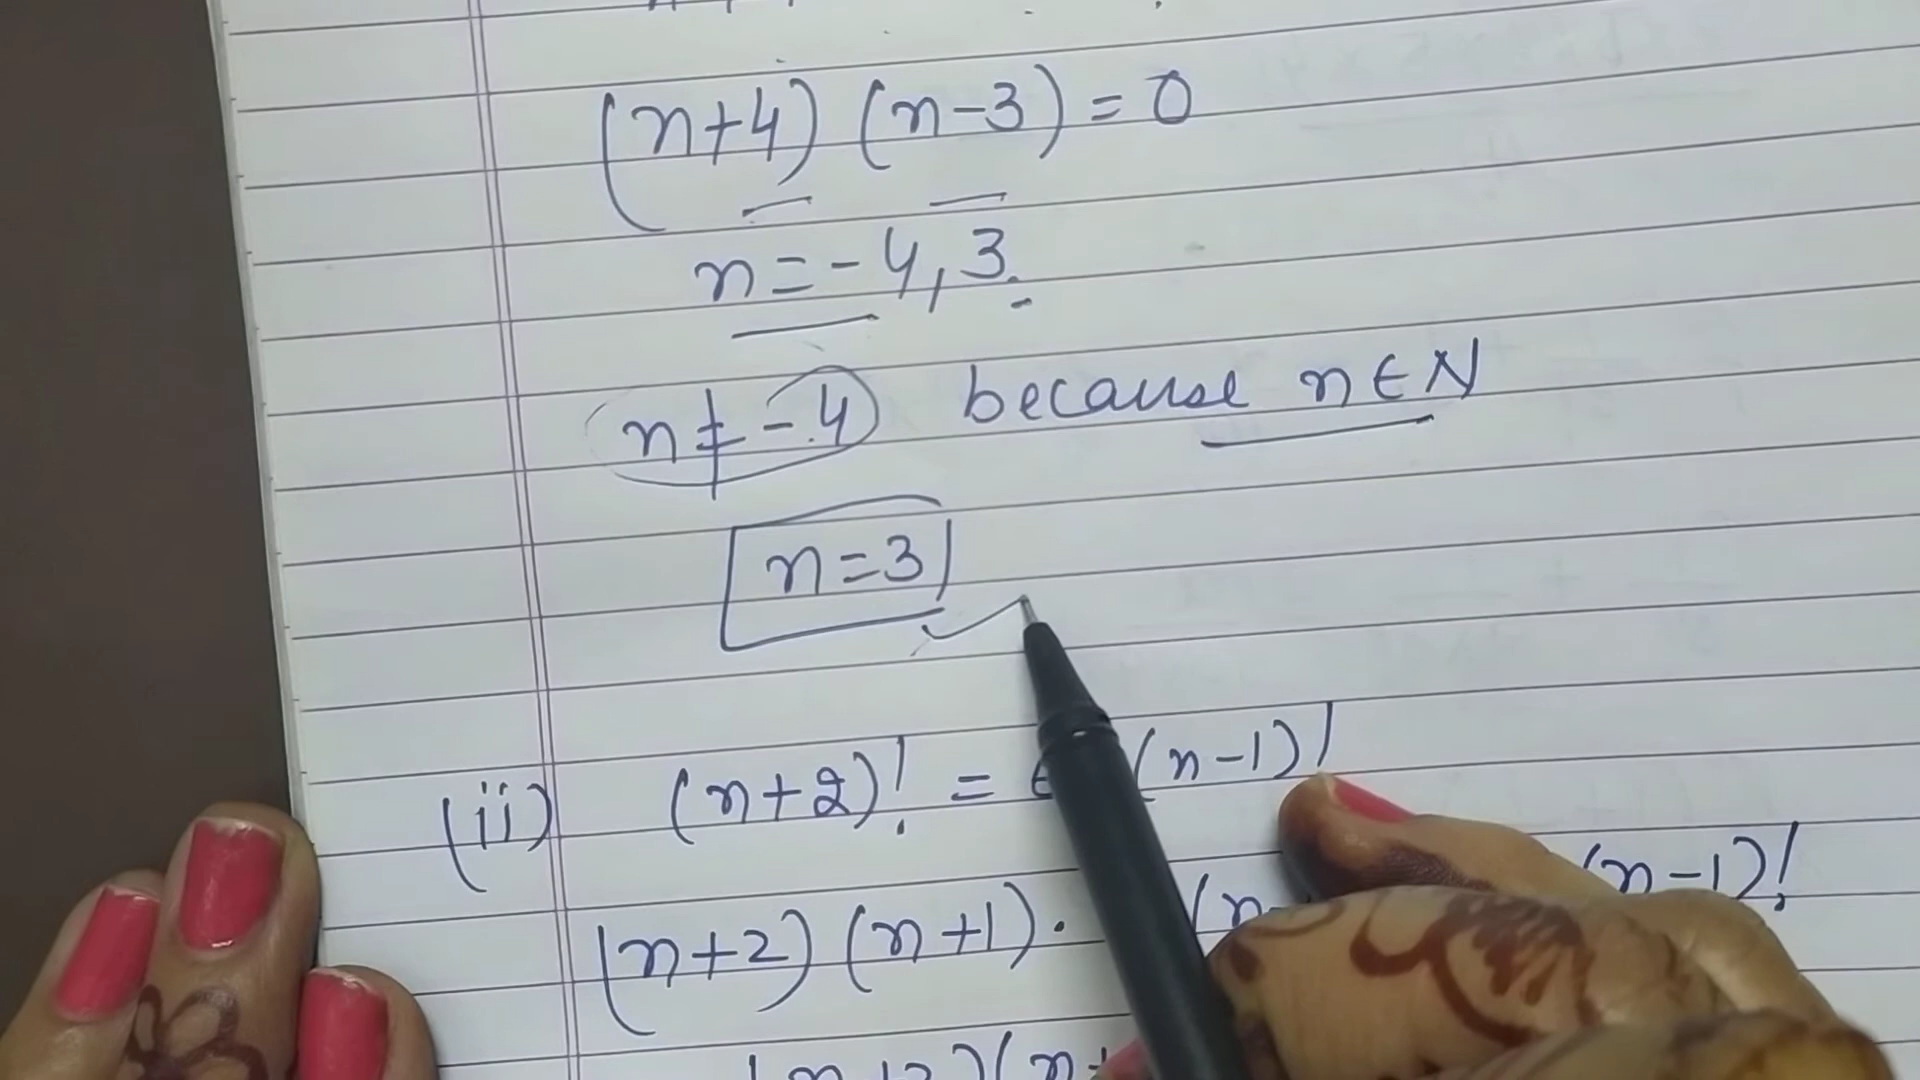 (n+4) (n-3) = 0
n = - 4, 3.
n ≠ - 4 because n ∈ N
n = 3
(ii) (n+2)! = (n-1)!
(n+2) (n+1) . (n (n-1)!